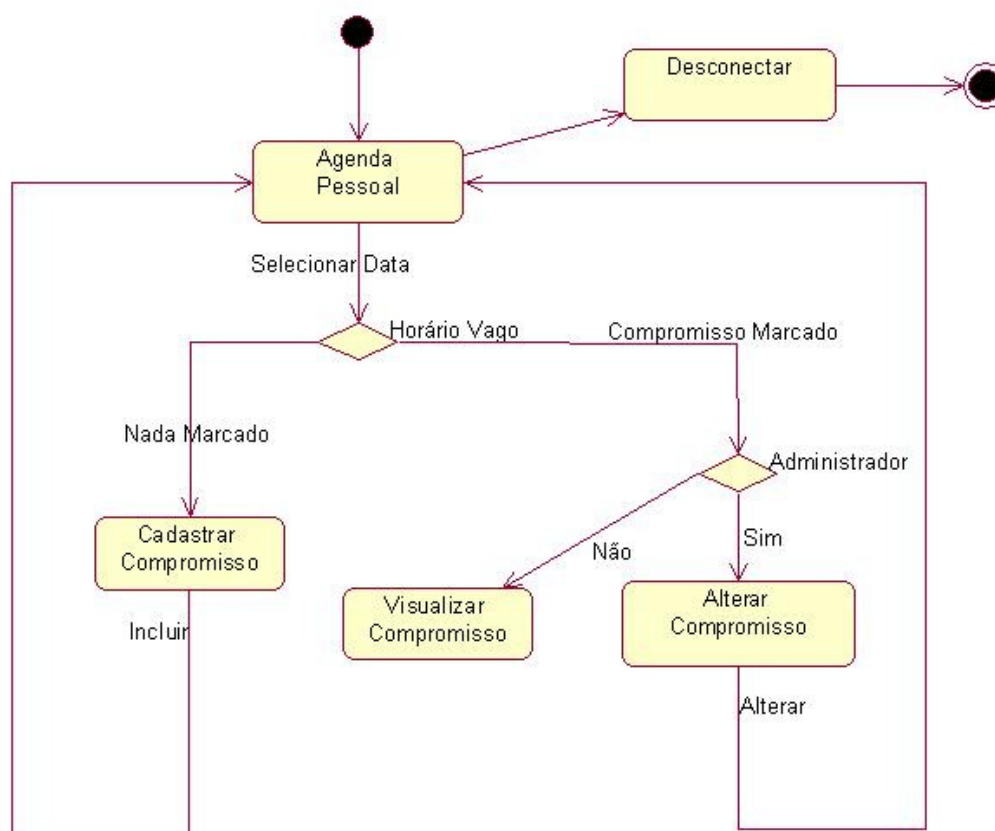 Desconectar
Agenda
Pessoal
Selecionar Data
Horário Vago
Compromisso Marcado
Nada Marcado
Administrador
Cadastrar
Compromisso
Não
Sim
Visualizar
Compromisso
Alterar
Compromisso
Incluir
Alterar